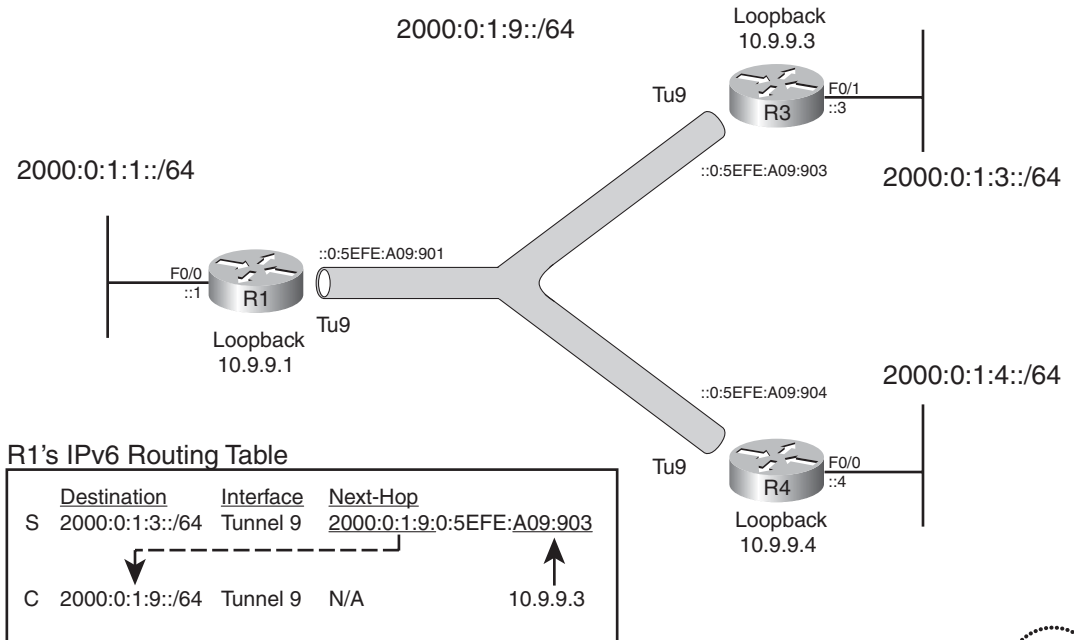 2000:0:1:9::/64
Loopback
10.9.9.3
Tu9
F0/1
::3
R3
::0:5EFE:A09:903
2000:0:1:3::/64
2000:0:1:1::/64
F0/0
::1
R1
::0:5EFE:A09:901
Tu9
Loopback
10.9.9.1
2000:0:1:4::/64
::0:5EFE:A09:904
Tu9
F0/0
::4
R4
Loopback
10.9.9.4
R1's IPv6 Routing Table
Destination Interface Next-Hop
S 2000:0:1:3::/64 Tunnel 9 2000:0:1:9:0:5EFE:A09:903
C 2000:0:1:9::/64 Tunnel 9 N/A 10.9.9.3